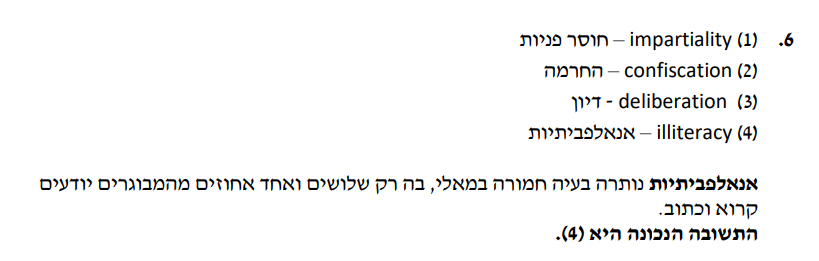 6. (1) impartiality – חוסר פניות
(2) confiscation – החרמה
(3) deliberation - דיון
(4) illiteracy – אנאלפביתיות
אנאלפביתיות נותרה בעיה חמורה במאלי, בה רק שלושים ואחד אחוזים מהמבוגרים יודעים
קרוא וכתוב.
התשובה הנכונה היא (4).